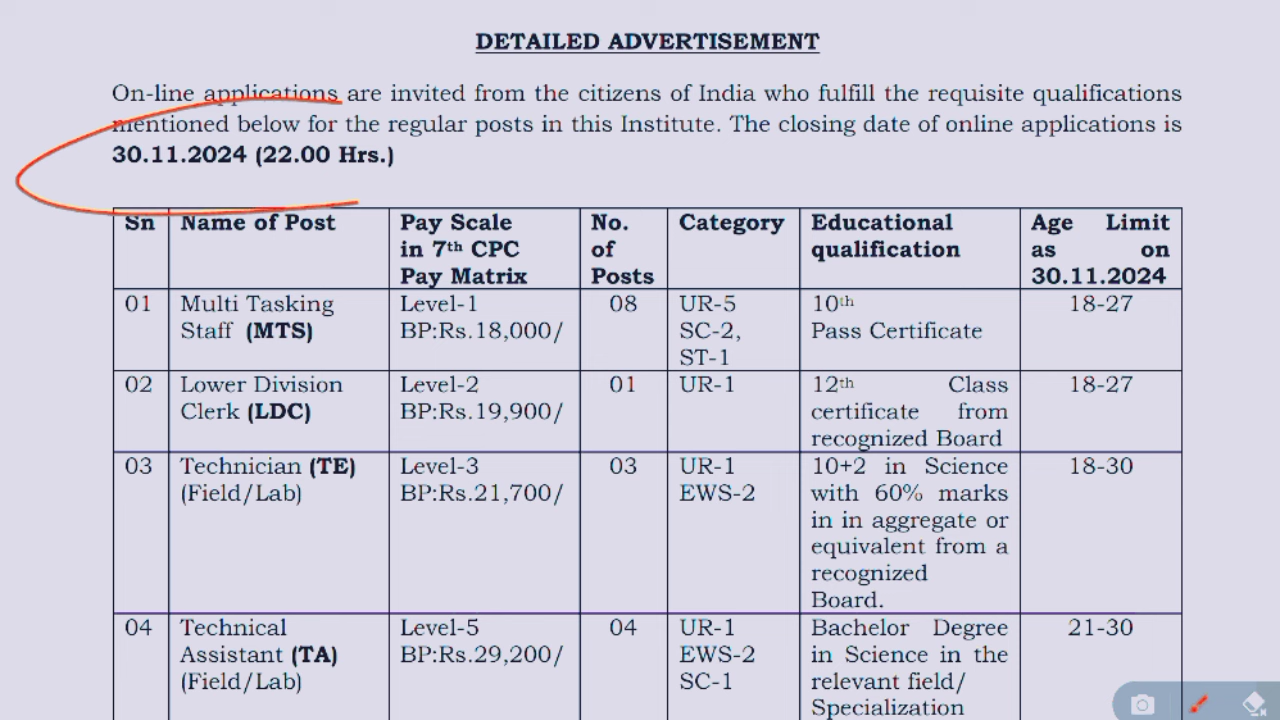 DETAILED ADVERTISEMENT
On-line applications are invited from the citizens of India who fulfill the requisite qualifications
mentioned below for the regular posts in this Institute. The closing date of online applications is
30.11.2024 (22.00 Hrs.)
Sn
Name of Post
Pay Scale
in 7th CPC
Pay Matrix
No.
of
Posts
Category
Educational
qualification
Age Limit
as on
30.11.2024
01
Multi Tasking
Staff (MTS)
Level-1
BP:Rs.18,000/
08
UR-5
SC-2,
ST-1
10th
Pass Certificate
18-27
02
Lower Division
Clerk (LDC)
Level-2
BP:Rs.19,900/
01
UR-1
12th Class
certificate from
recognized Board
18-27
03
Technician (TE)
(Field/Lab)
Level-3
BP:Rs.21,700/
03
UR-1
EWS-2
10+2 in Science
with 60% marks
in in aggregate or
equivalent from a
recognized
Board.
18-30
04
Technical
Assistant (TA)
(Field/Lab)
Level-5
BP:Rs.29,200/
04
UR-1
EWS-2
SC-1
Bachelor Degree
in Science in the
relevant field/
Specialization
21-30